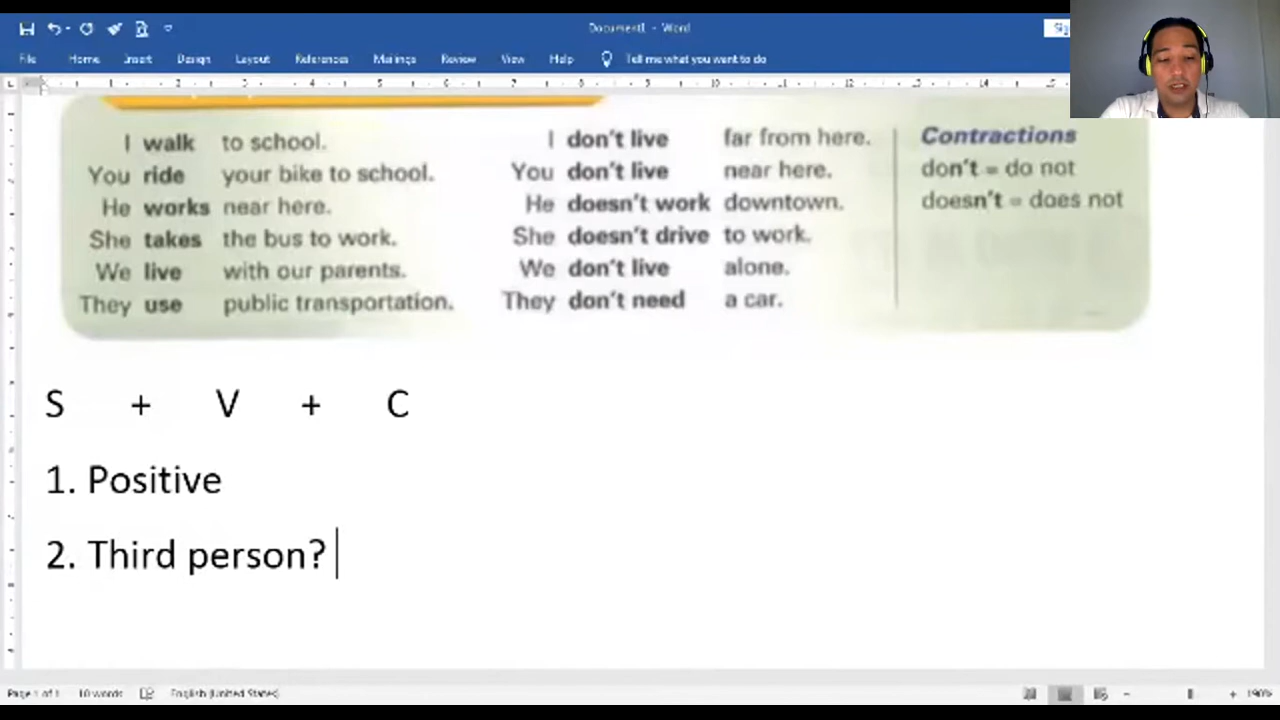 Document1 - Word
File Home Insert Design Layout References Mailings Review View Help Tell me what you want to do
I walk to school. I don't live far from here. Contractions
You ride your bike to school. You don't live near here. don't = do not
He works near here. He doesn't work downtown. doesn't = does not
She takes the bus to work. She doesn't drive to work.
We live with our parents. We don't live alone.
They use public transportation. They don't need a car.
S + V + C
1. Positive
2. Third person?
Page 1 of 1 10 words English (United States) 190%